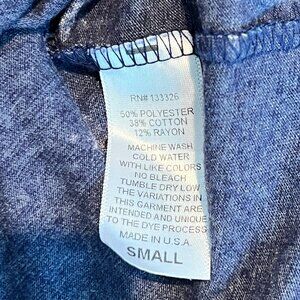 RN# 133326
50% POLYESTER
38% COTTON
12% RAYON
MACHINE WASH
COLD WATER
WITH LIKE COLORS
NO BLEACH
TUMBLE DRY LOW
THE VARIATIONS IN
THIS GARMENT ARE
INTENDED AND UNIQUE
TO THE DYE PROCESS
MADE IN U.S.A.
SMALL